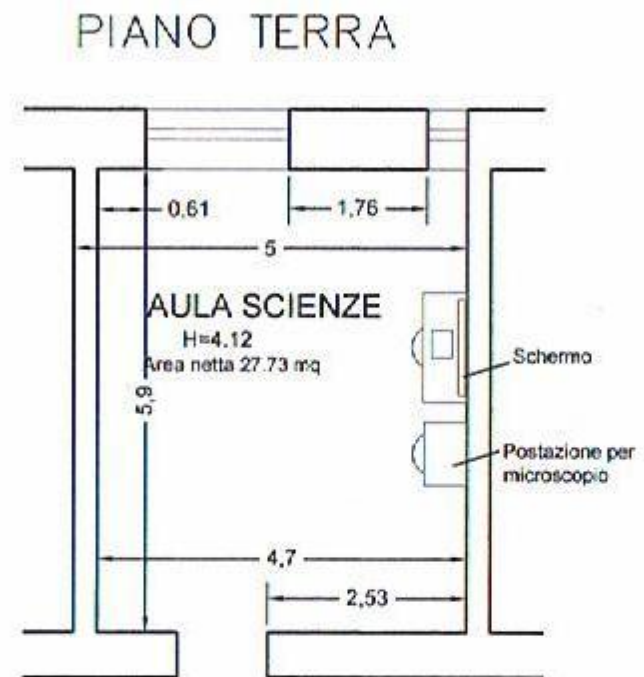 PIANO TERRA
0,61
1,76
5
AULA SCIENZE
H=4.12
Area netta 27.73 mq
Schermo
5,9
Postazione per
microscopio
4,7
2,53